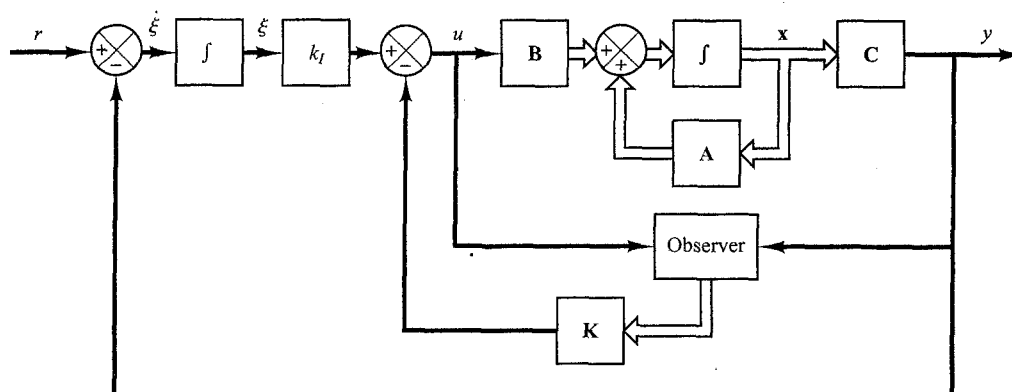 r
ξ̇
∫
ξ
k_I
u
B
∫
x
C
y
A
Observer
K
+
−
+
−
+
+